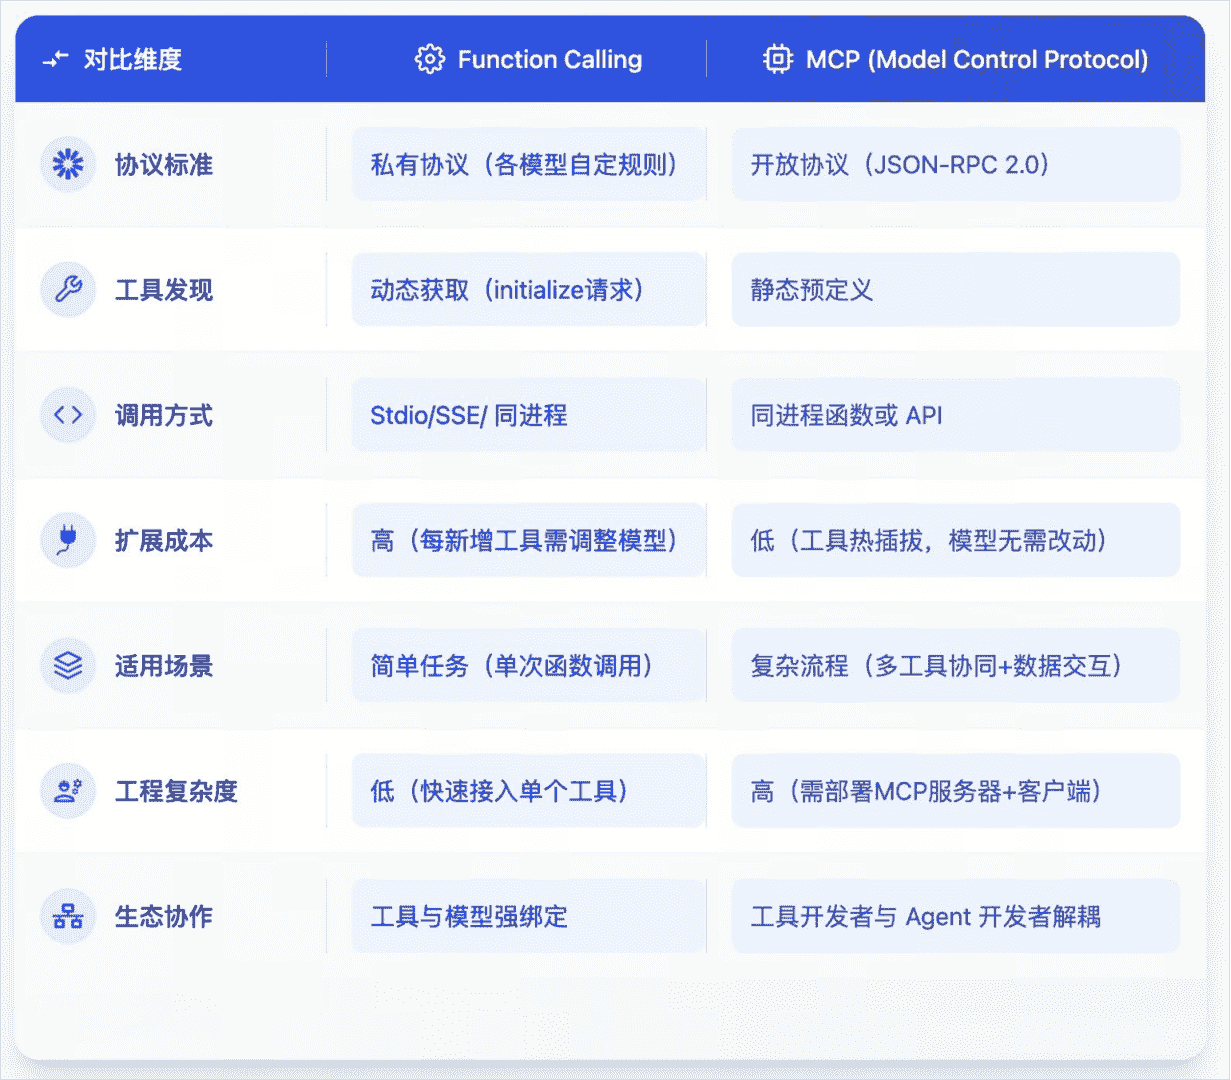 对比维度
Function Calling
MCP (Model Control Protocol)
协议标准
私有协议（各模型自定规则）
开放协议（JSON-RPC 2.0）
工具发现
动态获取（initialize请求）
静态预定义
调用方式
Stdio/SSE/ 同进程
同进程函数或 API
扩展成本
高（每新增工具需调整模型）
低（工具热插拔，模型无需改动）
适用场景
简单任务（单次函数调用）
复杂流程（多工具协同+数据交互）
工程复杂度
低（快速接入单个工具）
高（需部署MCP服务器+客户端）
生态协作
工具与模型强绑定
工具开发者与 Agent 开发者解耦